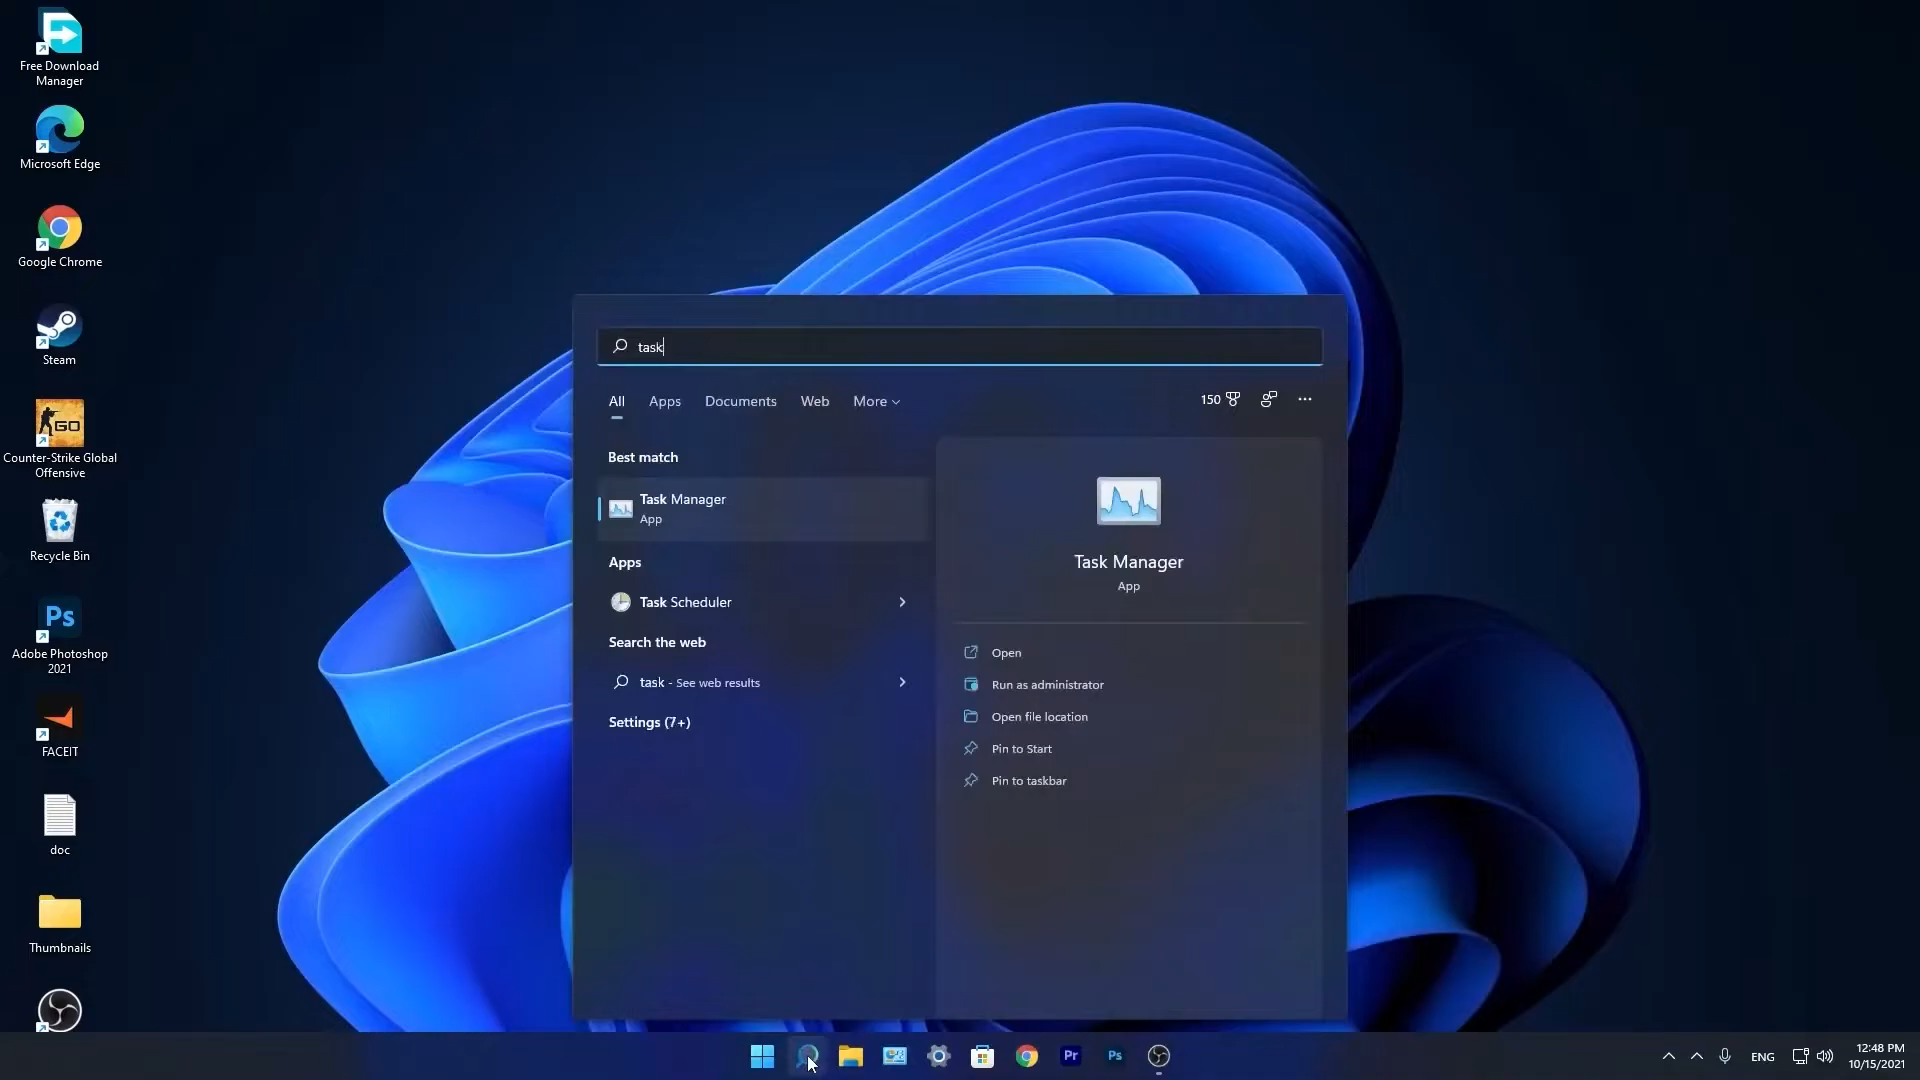 Free Download
Manager
Microsoft Edge
Google Chrome
Steam
GO
Counter-Strike Global
Offensive
Recycle Bin
Ps
Adobe Photoshop
2021
FACEIT
doc
Thumbnails
task
All Apps Documents Web More
150
Best match
Task Manager
App
Apps
Task Scheduler
Search the web
task - See web results
Settings (7+)
Task Manager
App
Open
Run as administrator
Open file location
Pin to Start
Pin to taskbar
Pr
Ps
ENG
12:48 PM
10/15/2021